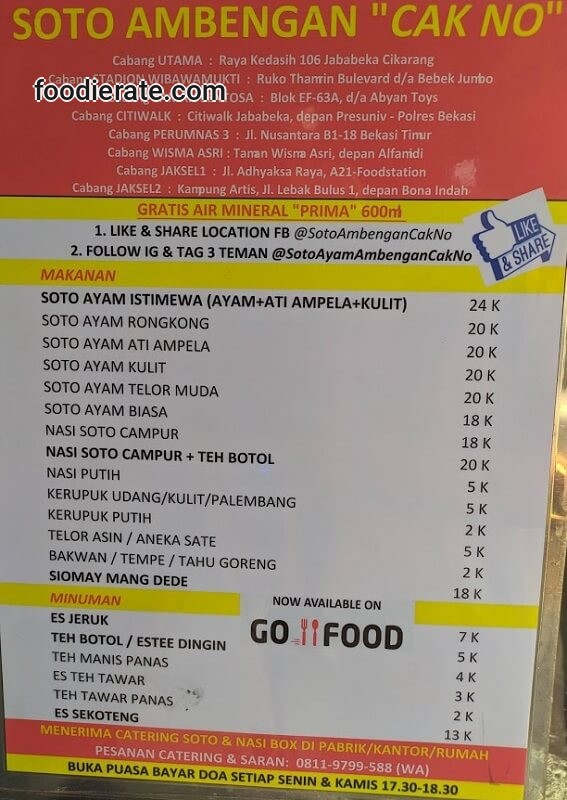 SOTO AMBENGAN "CAK NO"
Cabang UTAMA : Raya Kedasih 106 Jababeka Cikarang
Cabang STADION WIBAWAMUKTI : Ruko Thamrin Bulevard d/a Bebek Jumbo
foodierate.com
: Blok EF-63A, d/a Abyan Toys
Cabang CITIWALK : Citiwalk Jababeka, depan Presuniv - Polres Bekasi
Cabang PERUMNAS 3 : Jl. Nusantara B1-18 Bekasi Timur
Cabang WISMA ASRI : Taman Wisma Asri, depan Alfamidi
Cabang JAKSEL1 : Jl. Adhyaksa Raya, A21-Foodstation
Cabang JAKSEL2 : Kampung Artis, Jl. Lebak Bulus 1, depan Bona Indah
GRATIS AIR MINERAL "PRIMA" 600ml
1. LIKE & SHARE LOCATION FB @SotoAmbenganCakNo
2. FOLLOW IG & TAG 3 TEMAN @SotoAyamAmbenganCakNo
LIKE
& SHARE
MAKANAN
SOTO AYAM ISTIMEWA (AYAM+ATI AMPELA+KULIT) 24 K
SOTO AYAM RONGKONG 20 K
SOTO AYAM ATI AMPELA 20 K
SOTO AYAM KULIT 20 K
SOTO AYAM TELOR MUDA 20 K
SOTO AYAM BIASA 18 K
NASI SOTO CAMPUR 18 K
NASI SOTO CAMPUR + TEH BOTOL 20 K
NASI PUTIH 5 K
KERUPUK UDANG/KULIT/PALEMBANG 5 K
KERUPUK PUTIH 2 K
TELOR ASIN / ANEKA SATE 5 K
BAKWAN / TEMPE / TAHU GORENG 2 K
SIOMAY MANG DEDE 18 K
MINUMAN
NOW AVAILABLE ON
GO FOOD
ES JERUK 7 K
TEH BOTOL / ESTEE DINGIN 5 K
TEH MANIS PANAS 4 K
ES TEH TAWAR 3 K
TEH TAWAR PANAS 2 K
ES SEKOTENG 13 K
MENERIMA CATERING SOTO & NASI BOX DI PABRIK/KANTOR/RUMAH
PESANAN CATERING & SARAN: 0811-9799-588 (WA)
BUKA PUASA BAYAR DOA SETIAP SENIN & KAMIS 17.30-18.30